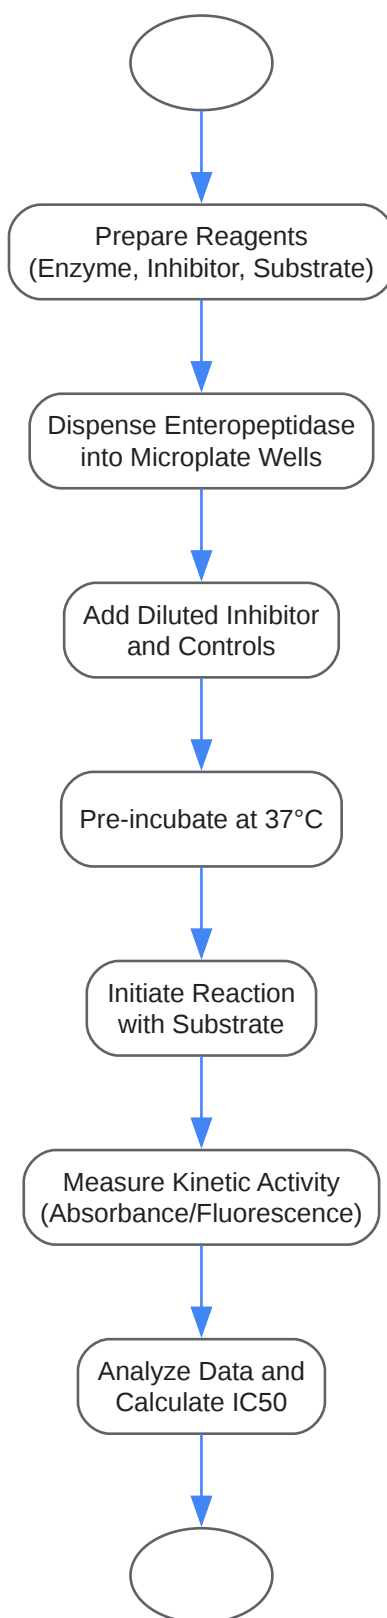 Prepare Reagents
(Enzyme, Inhibitor, Substrate)
Dispense Enteropeptidase
into Microplate Wells
Add Diluted Inhibitor
and Controls
Pre-incubate at 37°C
Initiate Reaction
with Substrate
Measure Kinetic Activity
(Absorbance/Fluorescence)
Analyze Data and
Calculate IC50